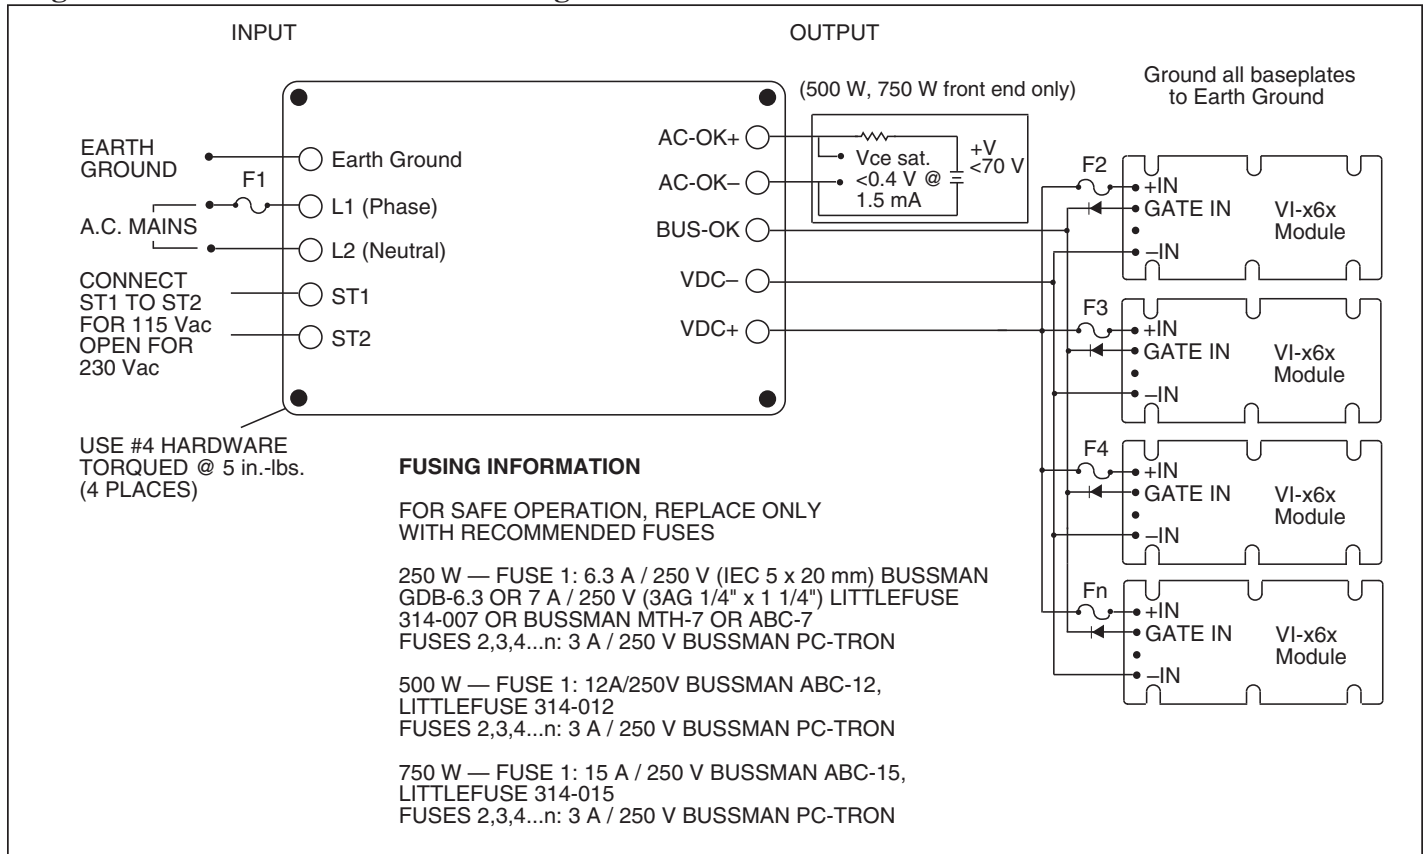 INPUT
OUTPUT
(500 W, 750 W front end only)
Ground all baseplates
to Earth Ground
EARTH
GROUND
F1
A.C. MAINS
CONNECT
ST1 TO ST2
FOR 115 Vac
OPEN FOR
230 Vac
USE #4 HARDWARE
TORQUED @ 5 in.-lbs.
(4 PLACES)
Earth Ground
L1 (Phase)
L2 (Neutral)
ST1
ST2
AC-OK+
AC-OK–
BUS-OK
VDC–
VDC+
Vce sat.
<0.4 V @
1.5 mA
+V
<70 V
F2
+IN
GATE IN
–IN
VI-x6x
Module
F3
+IN
GATE IN
–IN
VI-x6x
Module
F4
+IN
GATE IN
–IN
VI-x6x
Module
Fn
+IN
GATE IN
–IN
VI-x6x
Module
FUSING INFORMATION
FOR SAFE OPERATION, REPLACE ONLY
WITH RECOMMENDED FUSES
250 W — FUSE 1: 6.3 A / 250 V (IEC 5 x 20 mm) BUSSMAN
GDB-6.3 OR 7 A / 250 V (3AG 1/4" x 1 1/4") LITTLEFUSE
314-007 OR BUSSMAN MTH-7 OR ABC-7
FUSES 2,3,4...n: 3 A / 250 V BUSSMAN PC-TRON
500 W — FUSE 1: 12A/250V BUSSMAN ABC-12,
LITTLEFUSE 314-012
FUSES 2,3,4...n: 3 A / 250 V BUSSMAN PC-TRON
750 W — FUSE 1: 15 A / 250 V BUSSMAN ABC-15,
LITTLEFUSE 314-015
FUSES 2,3,4...n: 3 A / 250 V BUSSMAN PC-TRON